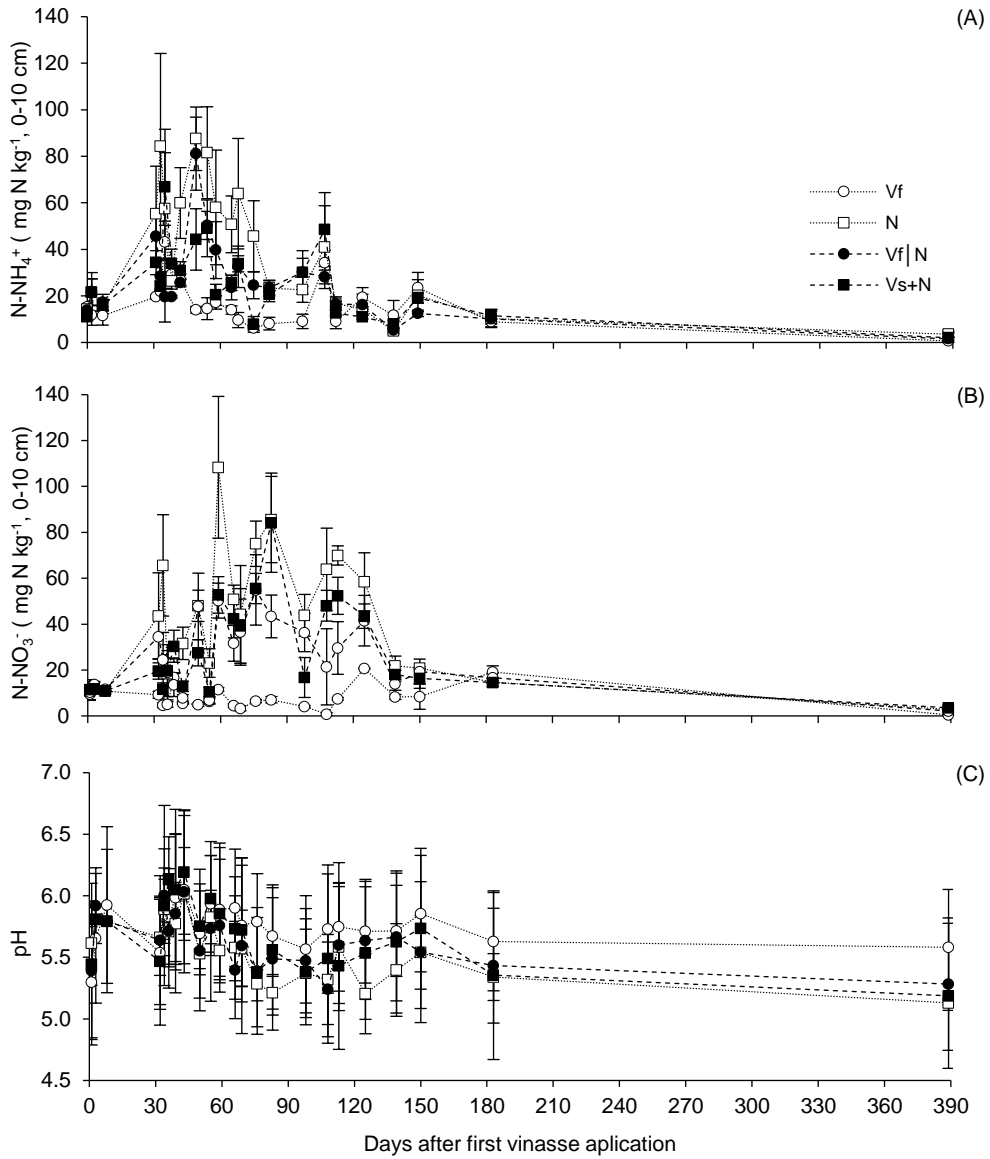 (A)
140
120
100
80
60
40
20
0
N-NH₄⁺ ( mg N kg⁻¹, 0-10 cm)
Vf
N
Vf|N
Vs+N
(B)
140
120
100
80
60
40
20
0
N-NO₃⁻ ( mg N kg⁻¹, 0-10 cm)
(C)
7.0
6.5
6.0
5.5
5.0
4.5
pH
0 30 60 90 120 150 180 210 240 270 300 330 360 390
Days after first vinasse aplication